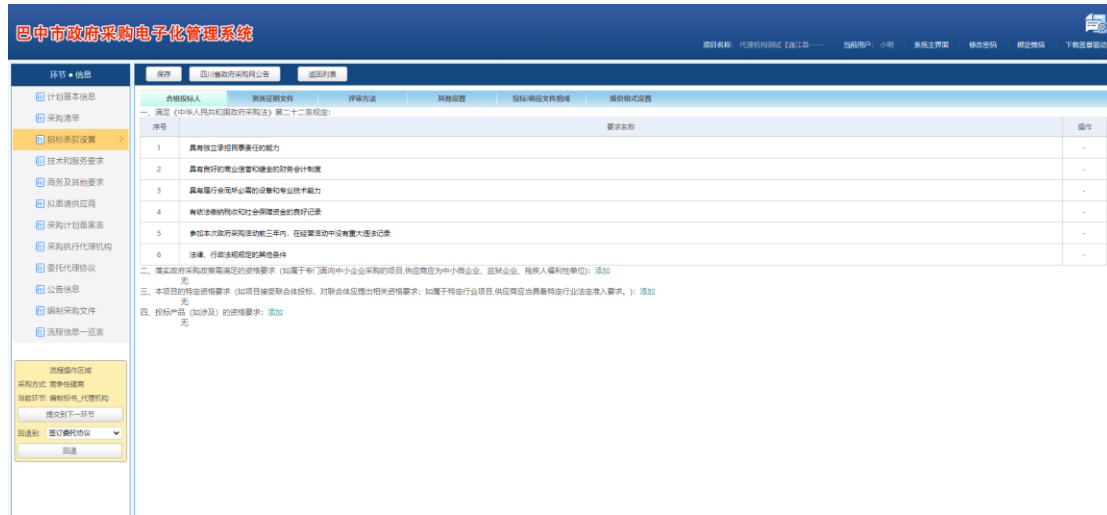 巴中市政府采购电子化管理系统
项目名称: 代理机构测试【通江县······ 当前用户: 小明 系统主界面 修改密码 绑定微信 下载签章驱动
环节●信息
计划基本信息
采购清单
招标条款设置 >
技术和服务要求
商务及其他要求
拟邀请供应商
采购计划备案表
采购执行代理机构
委托代理协议
公告信息
编制采购文件
流程信息一览表
流程操作区域
采购方式: 竞争性磋商
当前环节: 编制标书_代理机构
提交到下一环节
回退到: 签订委托协议
回退
保存 四川省政府采购网公告 返回列表
合格投标人 资质证明文件 评审方法 其他设置 投标/响应文件组成 报价格式设置
一、满足《中华人民共和国政府采购法》第二十二条规定:
序号 要求名称 操作
1 具有独立承担民事责任的能力 -
2 具有良好的商业信誉和健全的财务会计制度 -
3 具有履行合同所必需的设备和专业技术能力 -
4 有依法缴纳税收和社会保障资金的良好记录 -
5 参加本次政府采购活动前三年内、在经营活动中没有重大违法记录 -
6 法律、行政法规规定的其他条件 -
二、落实政府采购政策需满足的资格要求（如属于专门面向中小企业采购的项目,供应商应为中小微企业、监狱企业、残疾人福利性单位）: 添加
无
三、本项目的特定资格要求（如项目接受联合体投标, 对联合体应提出相关资格要求; 如属于特定行业项目,供应商应当具备特定行业法定准入要求。）: 添加
无
四、投标产品（如涉及）的资格要求: 添加
无